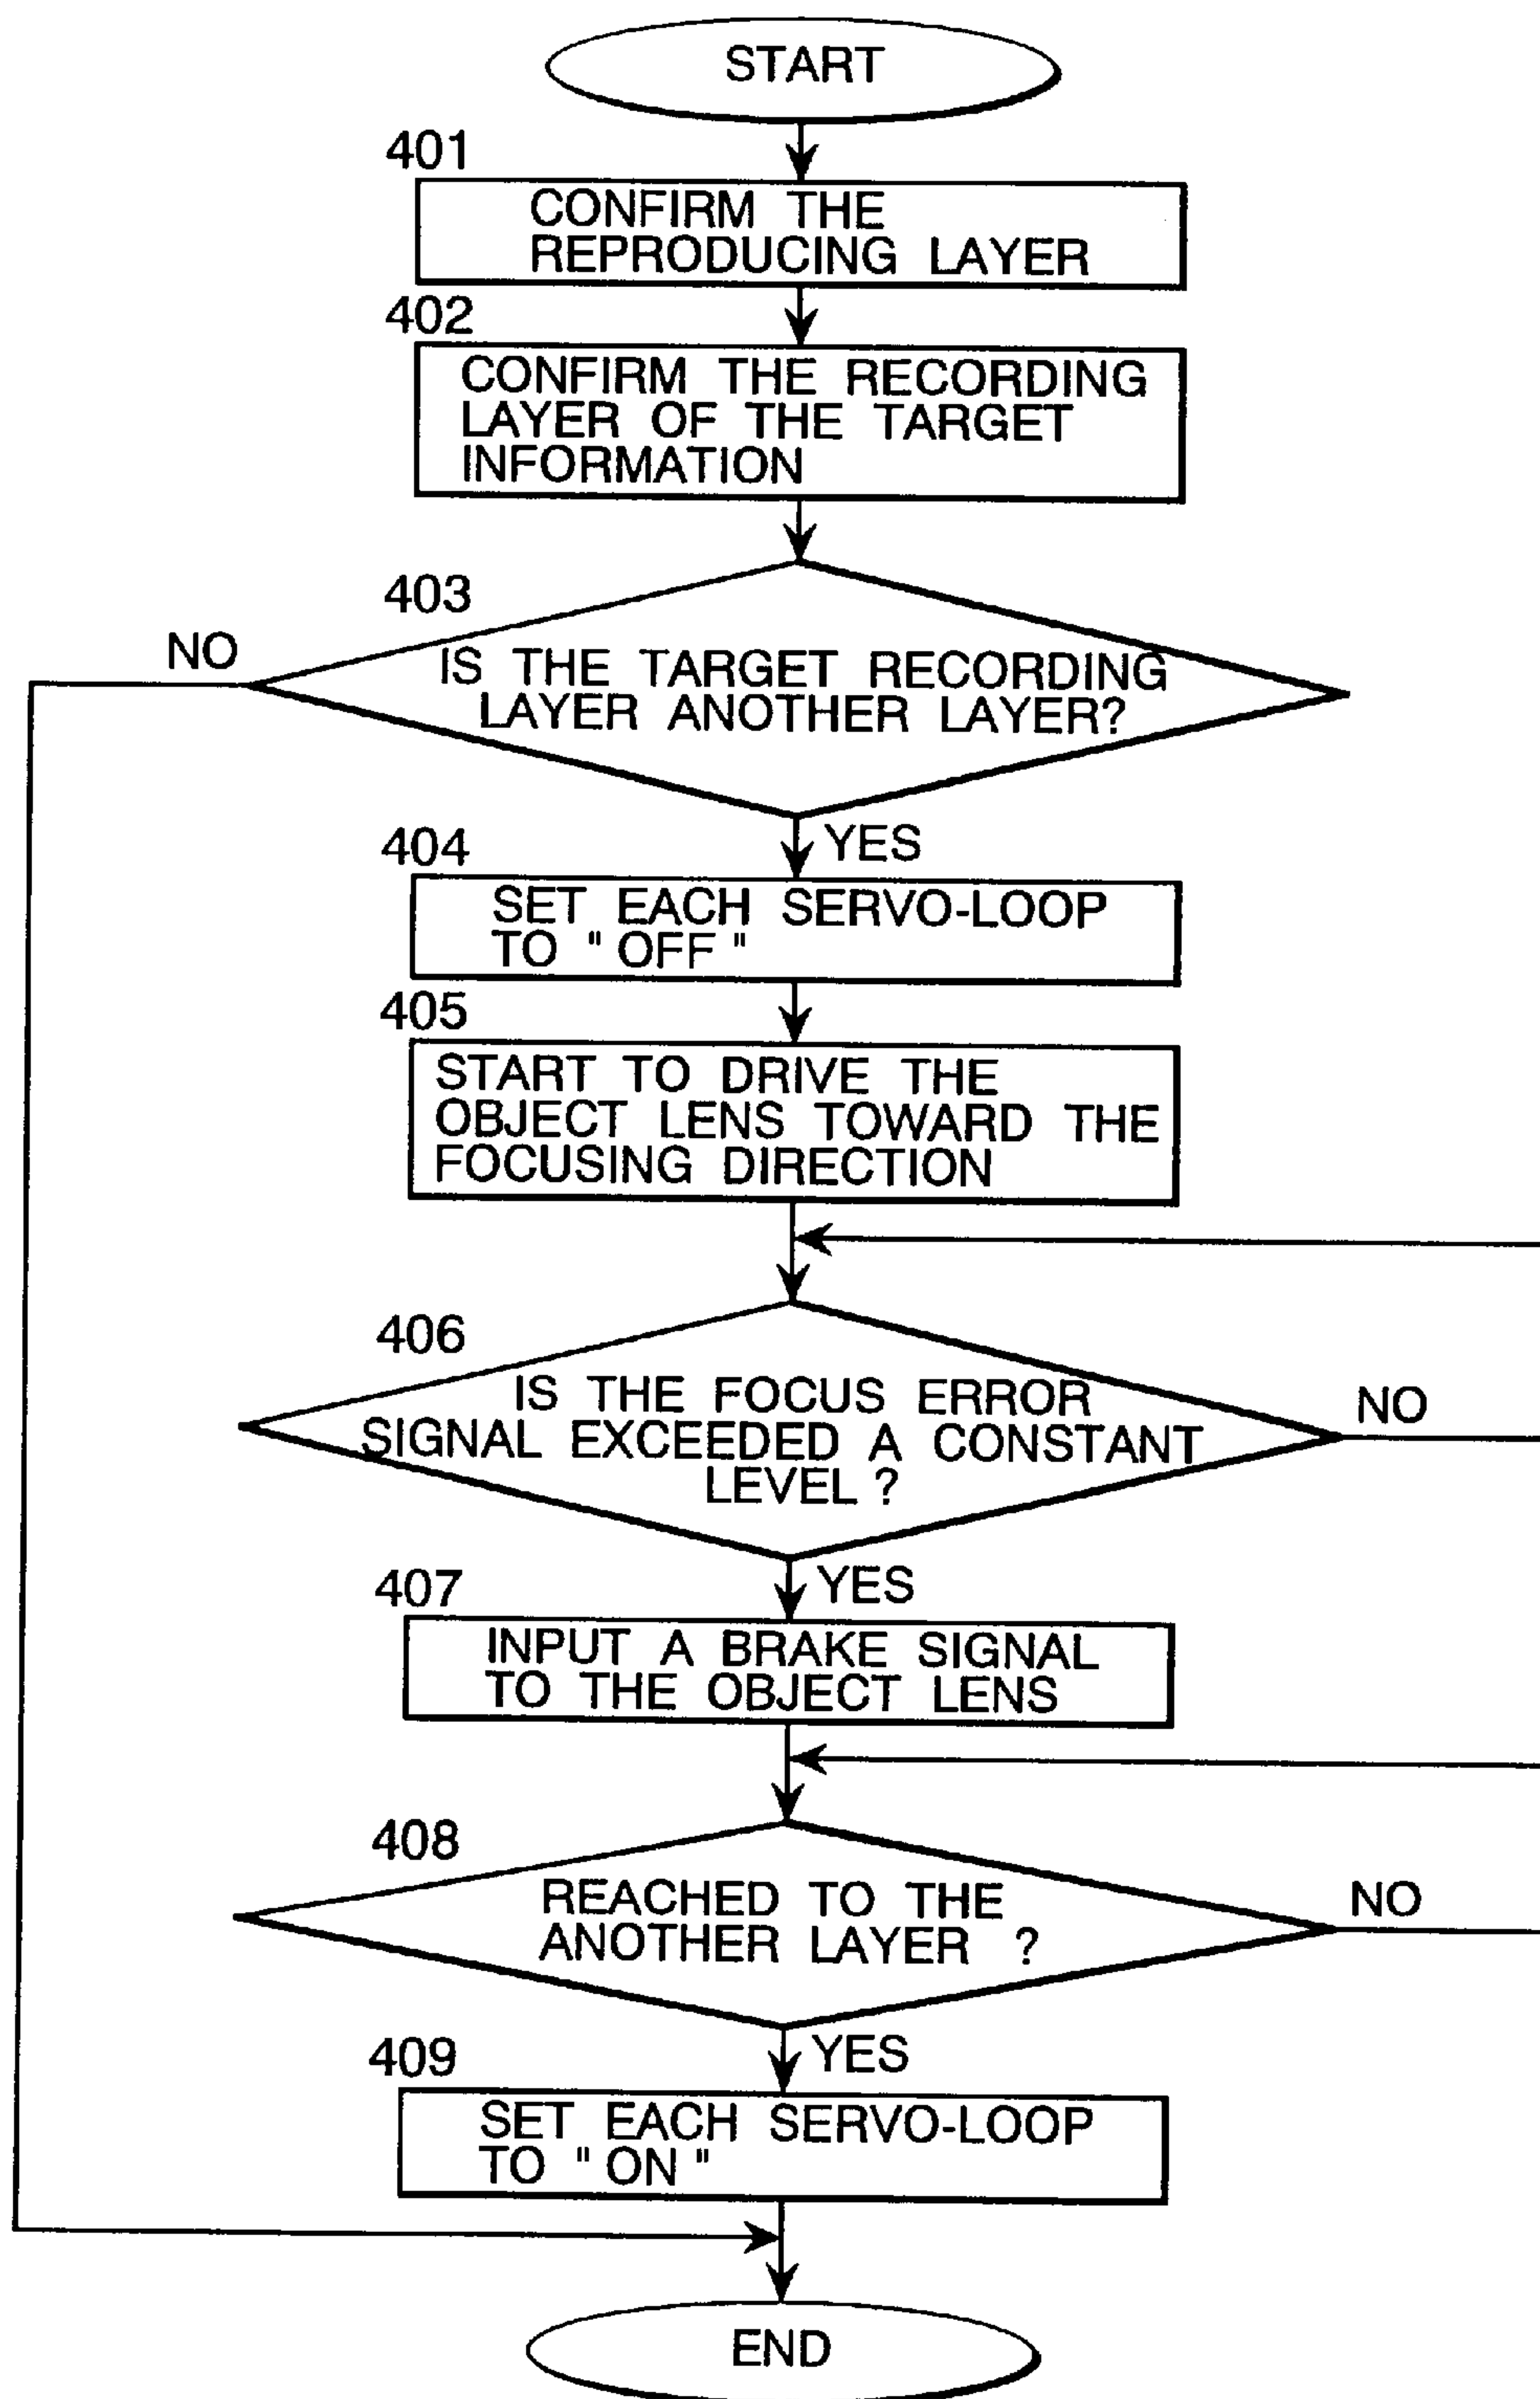 START
401
CONFIRM THE
REPRODUCING LAYER
402
CONFIRM THE RECORDING
LAYER OF THE TARGET
INFORMATION
403
NO
IS THE TARGET RECORDING
LAYER ANOTHER LAYER?
YES
404
SET EACH SERVO-LOOP
TO " OFF "
405
START TO DRIVE THE
OBJECT LENS TOWARD THE
FOCUSING DIRECTION
406
IS THE FOCUS ERROR
SIGNAL EXCEEDED A CONSTANT
LEVEL ?
NO
YES
407
INPUT A BRAKE SIGNAL
TO THE OBJECT LENS
408
REACHED TO THE
ANOTHER LAYER ?
NO
YES
409
SET EACH SERVO-LOOP
TO " ON "
END